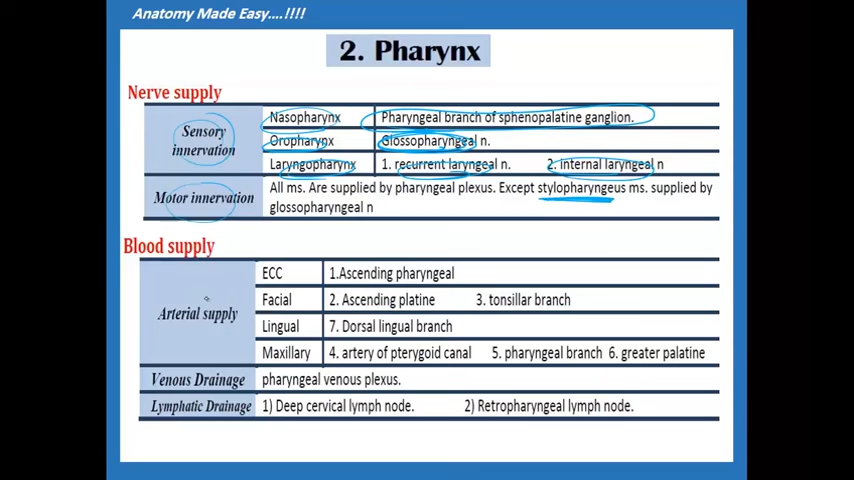 Anatomy Made Easy....!!!!
2. Pharynx
Nerve supply
Sensory innervation
Nasopharynx Pharyngeal branch of sphenopalatine ganglion.
Oropharynx Glossopharyngeal n.
Laryngopharynx 1. recurrent laryngeal n. 2. internal laryngeal n
Motor innervation
All ms. Are supplied by pharyngeal plexus. Except stylopharyngeus ms. supplied by
glossopharyngeal n
Blood supply
Arterial supply
ECC 1.Ascending pharyngeal
Facial 2. Ascending platine 3. tonsillar branch
Lingual 7. Dorsal lingual branch
Maxillary 4. artery of pterygoid canal 5. pharyngeal branch 6. greater palatine
Venous Drainage pharyngeal venous plexus.
Lymphatic Drainage 1) Deep cervical lymph node. 2) Retropharyngeal lymph node.